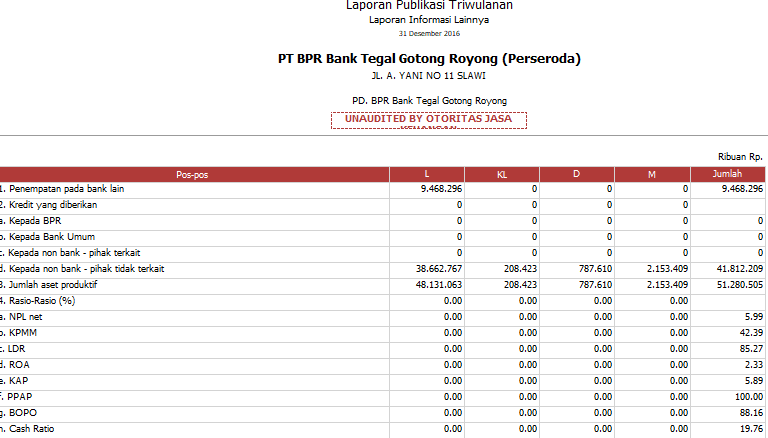 Laporan Publikasi Triwulanan
Laporan Informasi Lainnya
31 Desember 2016
PT BPR Bank Tegal Gotong Royong (Perseroda)
JL. A. YANI NO 11 SLAWI
PD. BPR Bank Tegal Gotong Royong
UNAUDITED BY OTORITAS JASA
Ribuan Rp.
Pos-pos L KL D M Jumlah
1. Penempatan pada bank lain 9.468.296 0 0 0 9.468.296
2. Kredit yang diberikan 0 0 0 0
a. Kepada BPR 0 0 0 0 0
b. Kepada Bank Umum 0 0 0 0 0
c. Kepada non bank - pihak terkait 0 0 0 0 0
d. Kepada non bank - pihak tidak terkait 38.662.767 208.423 787.610 2.153.409 41.812.209
3. Jumlah aset produktif 48.131.063 208.423 787.610 2.153.409 51.280.505
4. Rasio-Rasio (%) 0.00 0.00 0.00 0.00
a. NPL net 0.00 0.00 0.00 0.00 5.99
b. KPMM 0.00 0.00 0.00 0.00 42.39
c. LDR 0.00 0.00 0.00 0.00 85.27
d. ROA 0.00 0.00 0.00 0.00 2.33
e. KAP 0.00 0.00 0.00 0.00 5.89
f. PPAP 0.00 0.00 0.00 0.00 100.00
g. BOPO 0.00 0.00 0.00 0.00 88.16
h. Cash Ratio 0.00 0.00 0.00 0.00 19.76